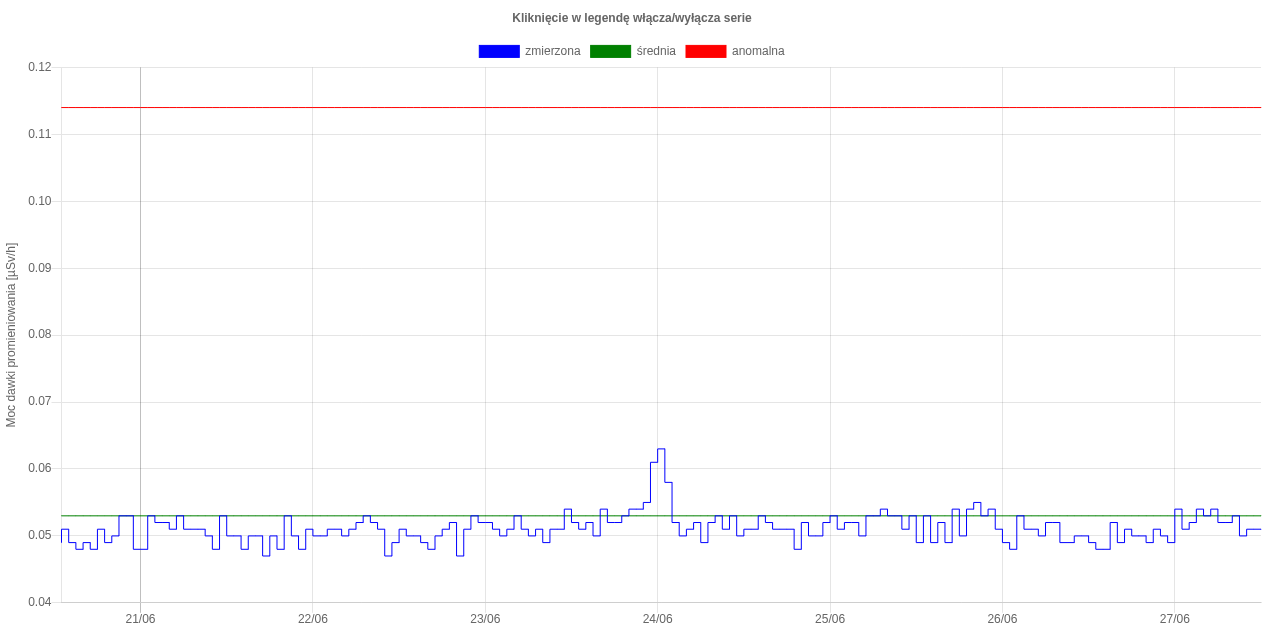 Kliknięcie w legendę włącza/wyłącza serie
zmierzona średnia anomalna
Moc dawki promieniowania [µSv/h]
0.12
0.11
0.10
0.09
0.08
0.07
0.06
0.05
0.04
21/06 22/06 23/06 24/06 25/06 26/06 27/06